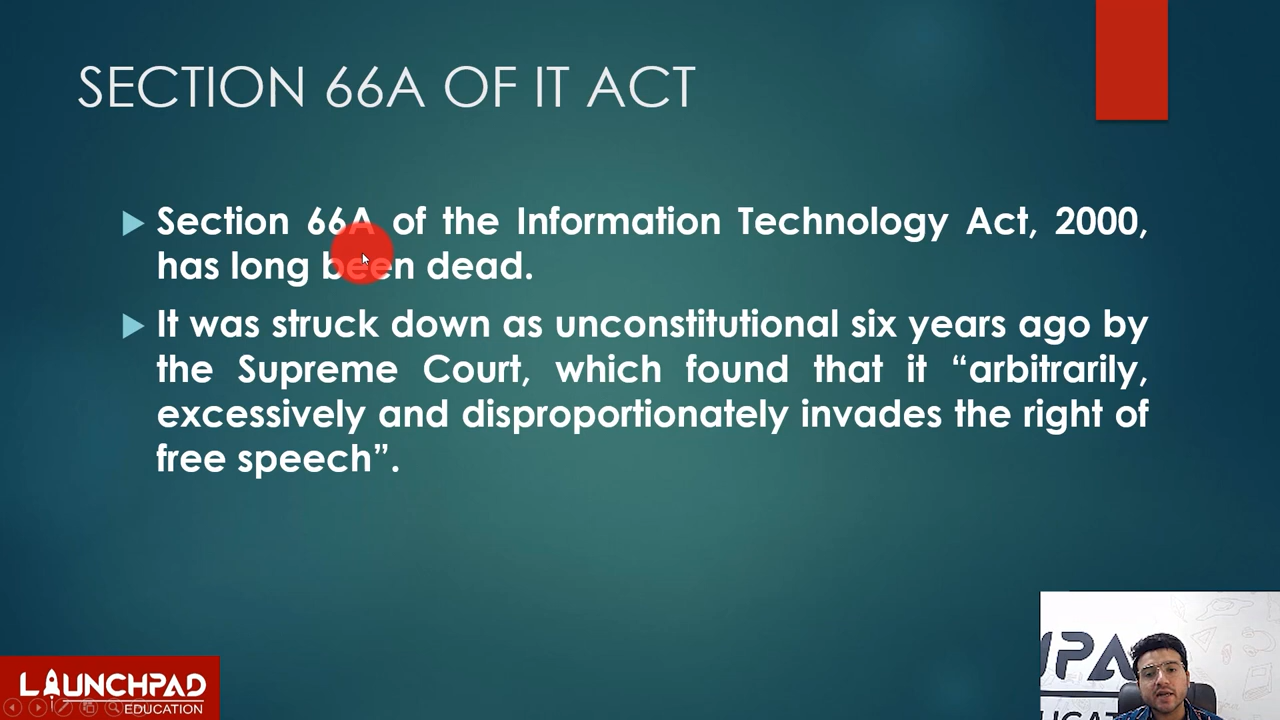 SECTION 66A OF IT ACT
Section 66A of the Information Technology Act, 2000,
has long been dead.
It was struck down as unconstitutional six years ago by
the Supreme Court, which found that it “arbitrarily,
excessively and disproportionately invades the right of
free speech”.
LAUNCHPAD
EDUCATION